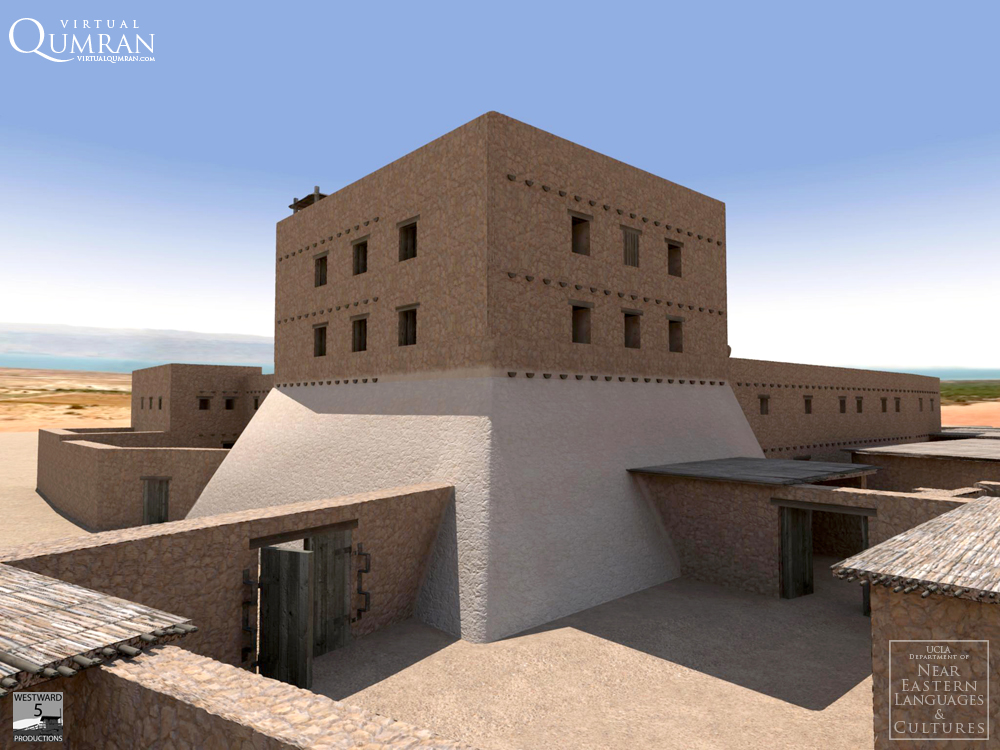 VIRTUAL
QUMRAN
VIRTUALQUMRAN.COM
WESTWARD
5
PRODUCTIONS
UCLA
DEPARTMENT OF
NEAR
EASTERN
LANGUAGES
&
CULTURES